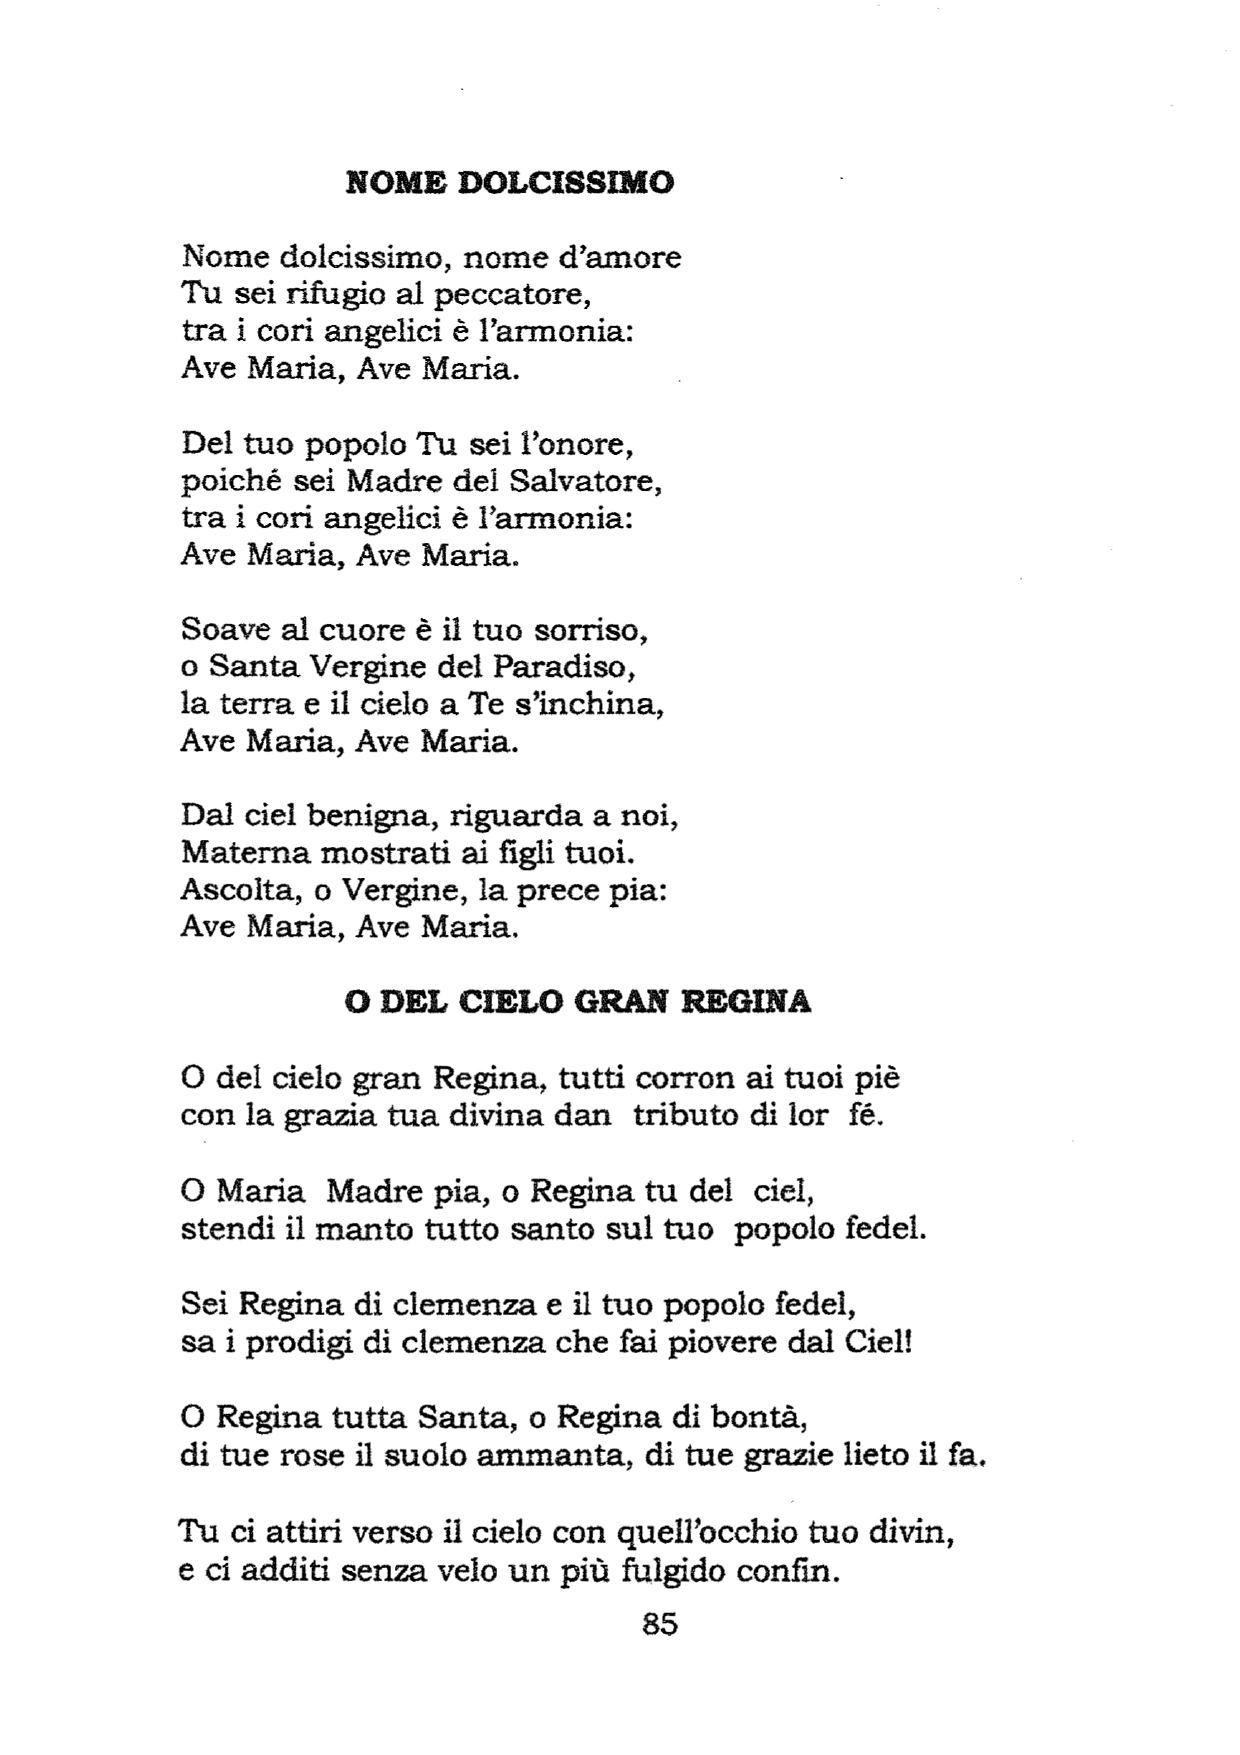 NOME DOLCISSIMO
Nome dolcissimo, nome d'amore
Tu sei rifugio al peccatore,
tra i cori angelici è l'armonia:
Ave Maria, Ave Maria.
Del tuo popolo Tu sei l'onore,
poiché sei Madre del Salvatore,
tra i cori angelici è l'armonia:
Ave Maria, Ave Maria.
Soave al cuore è il tuo sorriso,
o Santa Vergine del Paradiso,
la terra e il cielo a Te s'inchina,
Ave Maria, Ave Maria.
Dal ciel benigna, riguarda a noi,
Materna mostrati ai figli tuoi.
Ascolta, o Vergine, la prece pia:
Ave Maria, Ave Maria.
O DEL CIELO GRAN REGINA
O del cielo gran Regina, tutti corron ai tuoi piè
con la grazia tua divina dan tributo di lor fé.
O Maria Madre pia, o Regina tu del ciel,
stendi il manto tutto santo sul tuo popolo fedel.
Sei Regina di clemenza e il tuo popolo fedel,
sa i prodigi di clemenza che fai piovere dal Ciel!
O Regina tutta Santa, o Regina di bontà,
di tue rose il suolo ammanta, di tue grazie lieto il fa.
Tu ci attiri verso il cielo con quell'occhio tuo divin,
e ci additi senza velo un più fulgido confin.
85